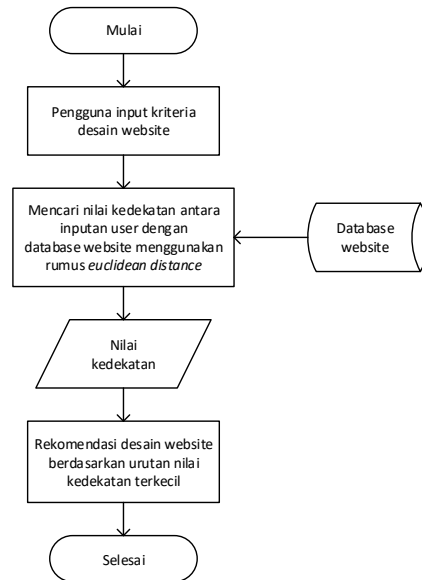 Mulai
Pengguna input kriteria
desain website
Mencari nilai kedekatan antara
inputan user dengan
database website menggunakan
rumus euclidean distance
Database
website
Nilai
kedekatan
Rekomendasi desain website
berdasarkan urutan nilai
kedekatan terkecil
Selesai